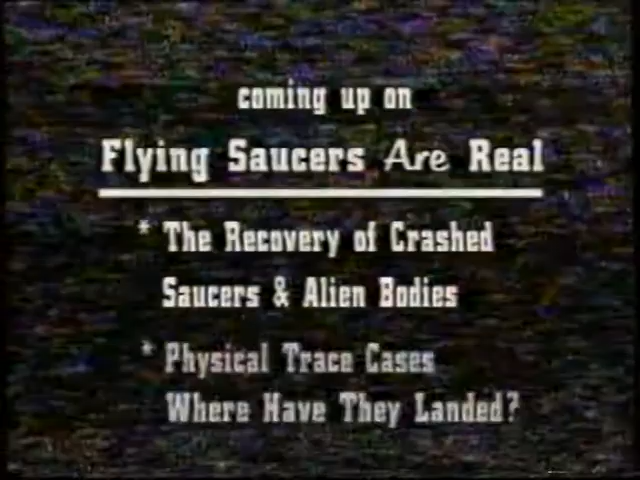 coming up on
Flying Saucers Are Real
* The Recovery of Crashed
Saucers & Alien Bodies
* Physical Trace Cases
Where Have They Landed?